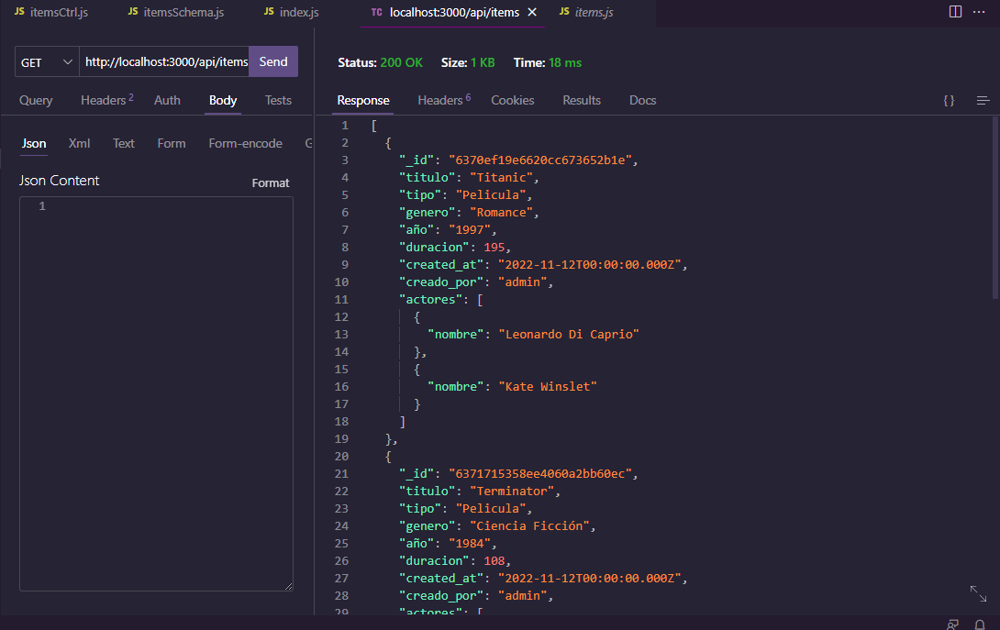 JS itemsCtrl.js JS itemsSchema.js JS index.js TC localhost:3000/api/items × JS items.js ···
GET http://localhost:3000/api/items Send
Status: 200 OK Size: 1 KB Time: 18 ms
Query Headers 2 Auth Body Tests
Response Headers 6 Cookies Results Docs { }
Json Xml Text Form Form-encode G
Json Content Format
1
1 [
2 {
3 "_id": "6370ef19e6620cc673652b1e",
4 "titulo": "Titanic",
5 "tipo": "Pelicula",
6 "genero": "Romance",
7 "año": "1997",
8 "duracion": 195,
9 "created_at": "2022-11-12T00:00:00.000Z",
10 "creado_por": "admin",
11 "actores": [
12 {
13 "nombre": "Leonardo Di Caprio"
14 },
15 {
16 "nombre": "Kate Winslet"
17 }
18 ]
19 },
20 {
21 "_id": "6371715358ee4060a2bb60ec",
22 "titulo": "Terminator",
23 "tipo": "Pelicula",
24 "genero": "Ciencia Ficción",
25 "año": "1984",
26 "duracion": 108,
27 "created_at": "2022-11-12T00:00:00.000Z",
28 "creado_por": "admin",
29 "actores": [